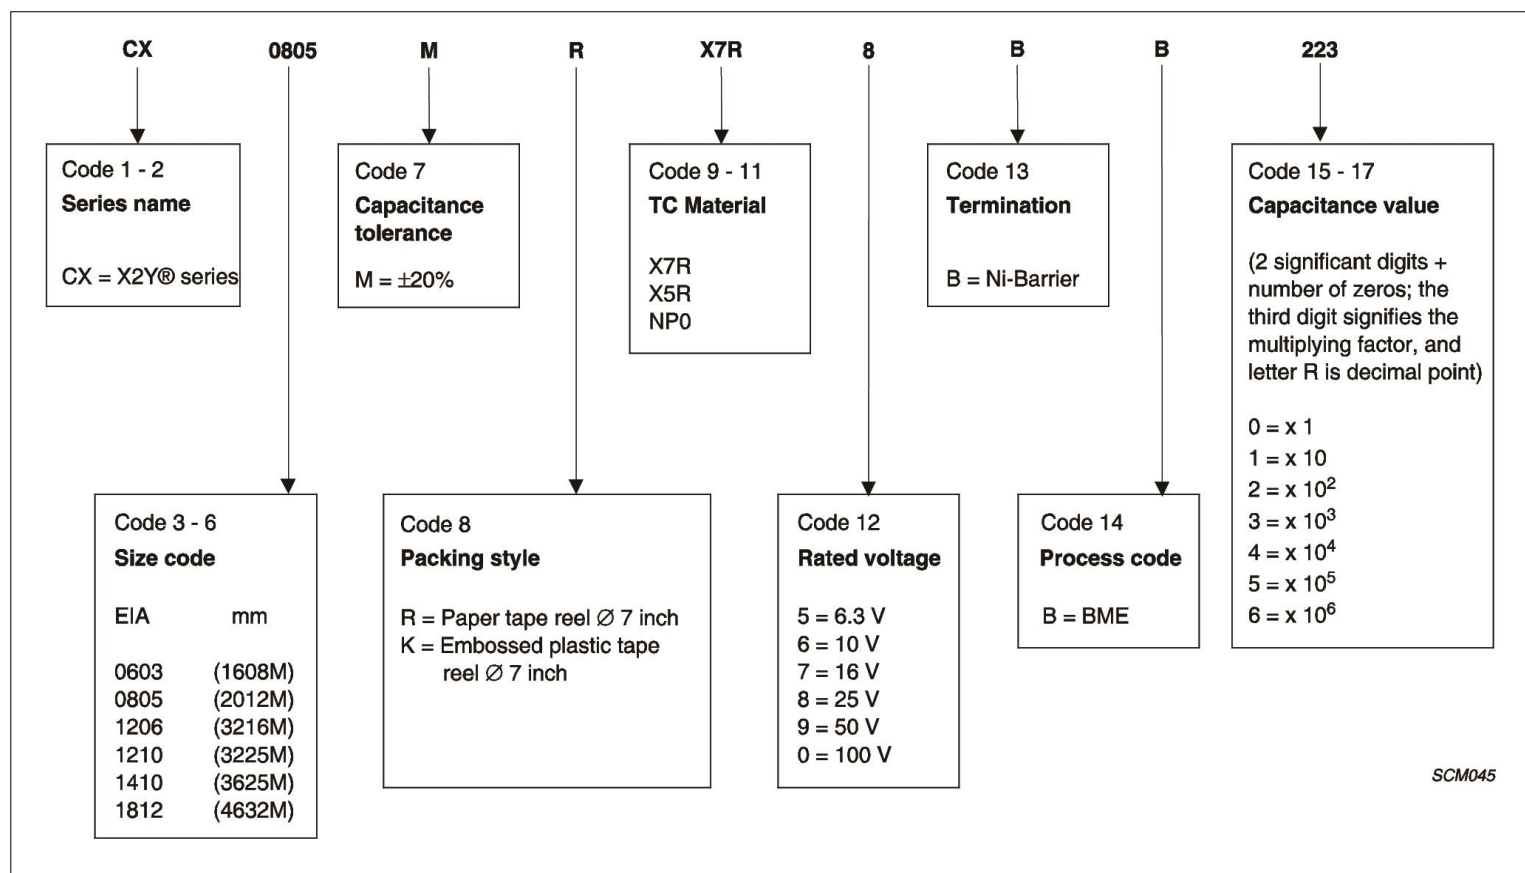 CX 0805 M R X7R 8 B B 223
Code 1 - 2
Series name
CX = X2Y® series
Code 7
Capacitance
tolerance
M = ±20%
Code 9 - 11
TC Material
X7R
X5R
NP0
Code 13
Termination
B = Ni-Barrier
Code 15 - 17
Capacitance value
(2 significant digits +
number of zeros; the
third digit signifies the
multiplying factor, and
letter R is decimal point)
0 = x 1
1 = x 10
2 = x 10²
3 = x 10³
4 = x 10⁴
5 = x 10⁵
6 = x 10⁶
Code 3 - 6
Size code
EIA mm
0603 (1608M)
0805 (2012M)
1206 (3216M)
1210 (3225M)
1410 (3625M)
1812 (4632M)
Code 8
Packing style
R = Paper tape reel ∅ 7 inch
K = Embossed plastic tape
reel ∅ 7 inch
Code 12
Rated voltage
5 = 6.3 V
6 = 10 V
7 = 16 V
8 = 25 V
9 = 50 V
0 = 100 V
Code 14
Process code
B = BME
SCM045